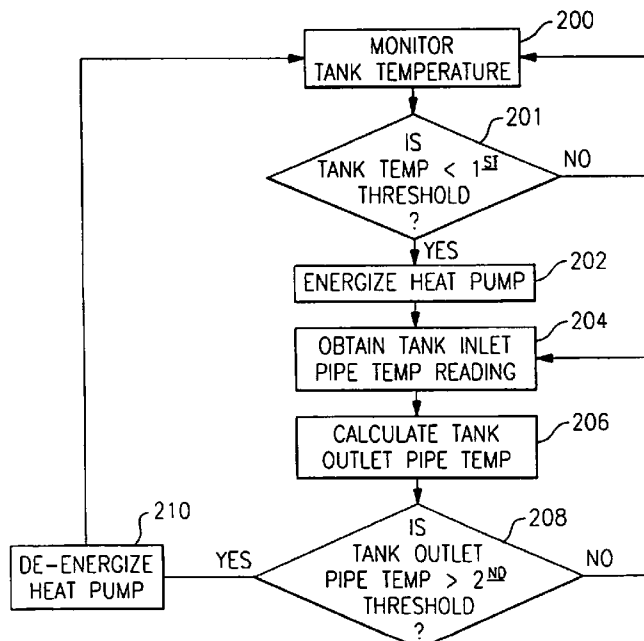 200
MONITOR
TANK TEMPERATURE
201
IS
TANK TEMP < 1ST
THRESHOLD
?
NO
YES
ENERGIZE HEAT PUMP
202
OBTAIN TANK INLET
PIPE TEMP READING
204
CALCULATE TANK
OUTLET PIPE TEMP
206
210
DE-ENERGIZE
HEAT PUMP
YES
IS
TANK OUTLET
PIPE TEMP > 2ND
THRESHOLD
?
208
NO